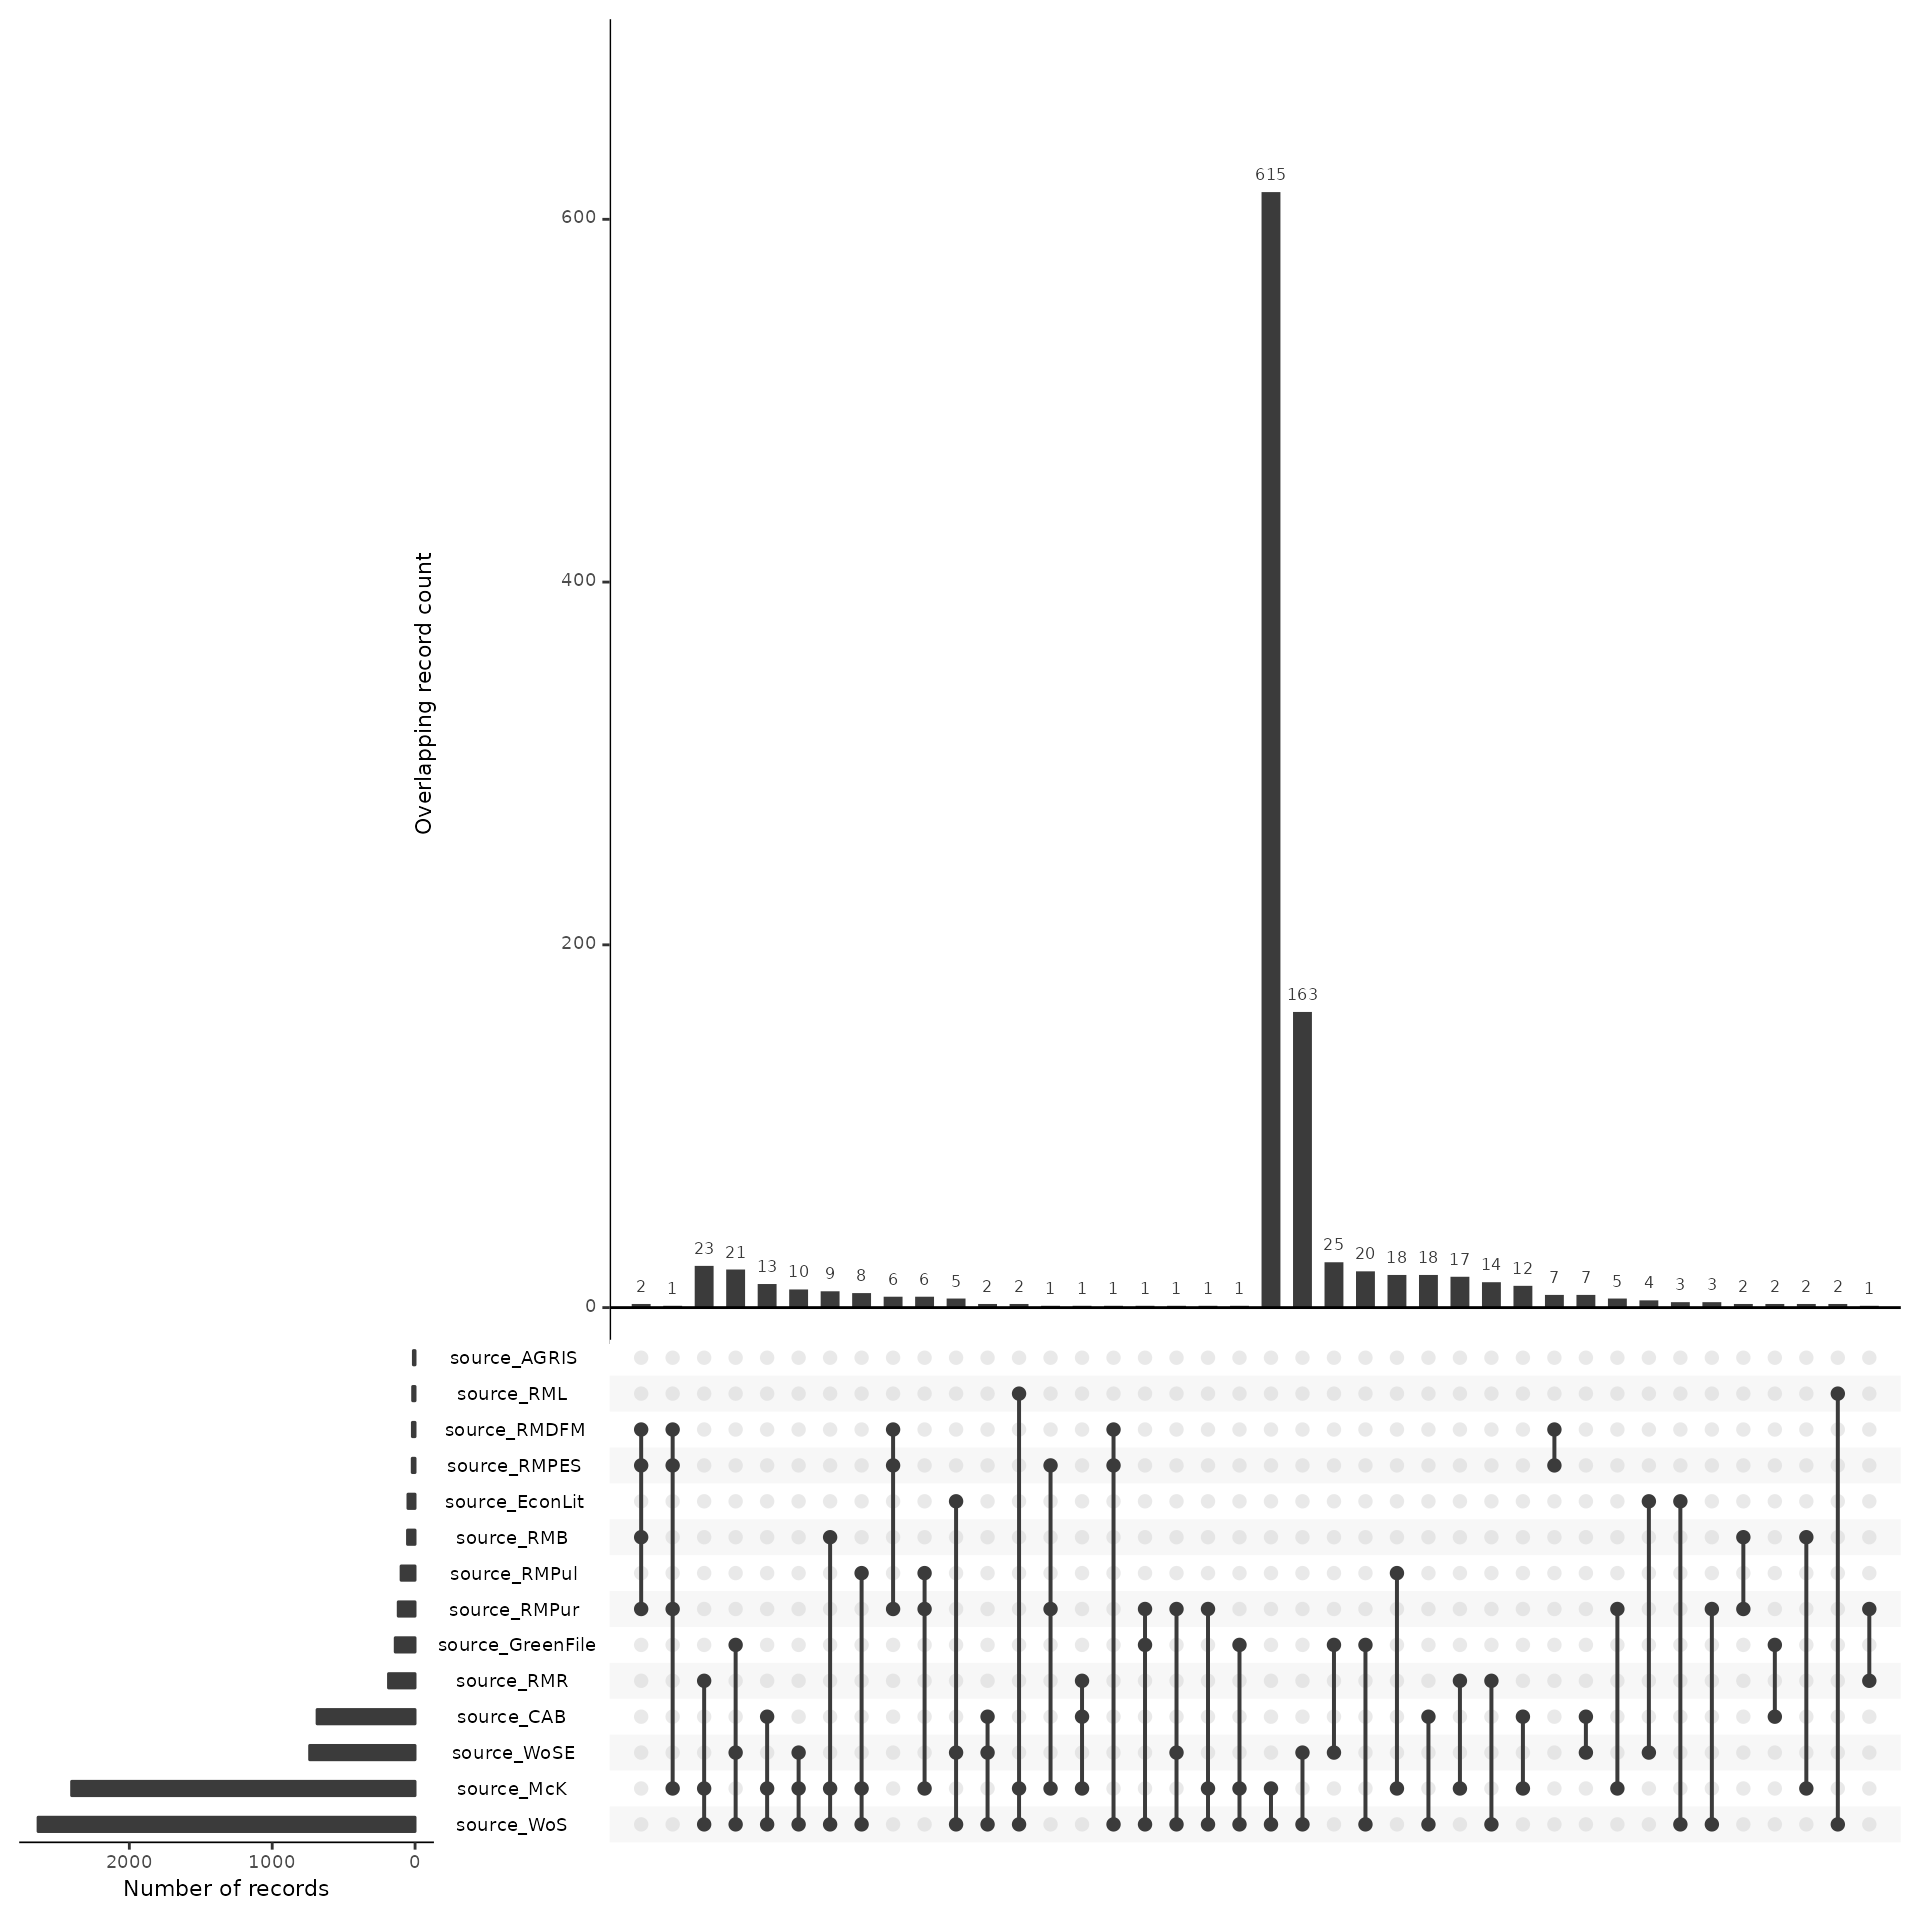 Overlapping record count
600
400
200
0
615
163
2 1 23 21 13 10 9 8 6 6 5 2 2 1 1 1 1 1 1 1 25 20 18 18 17 14 12 7 7 5 4 3 3 2 2 2 2 1
source_AGRIS
source_RML
source_RMDFM
source_RMPES
source_EconLit
source_RMB
source_RMPul
source_RMPur
source_GreenFile
source_RMR
source_CAB
source_WoSE
source_McK
source_WoS
2000 1000 0
Number of records